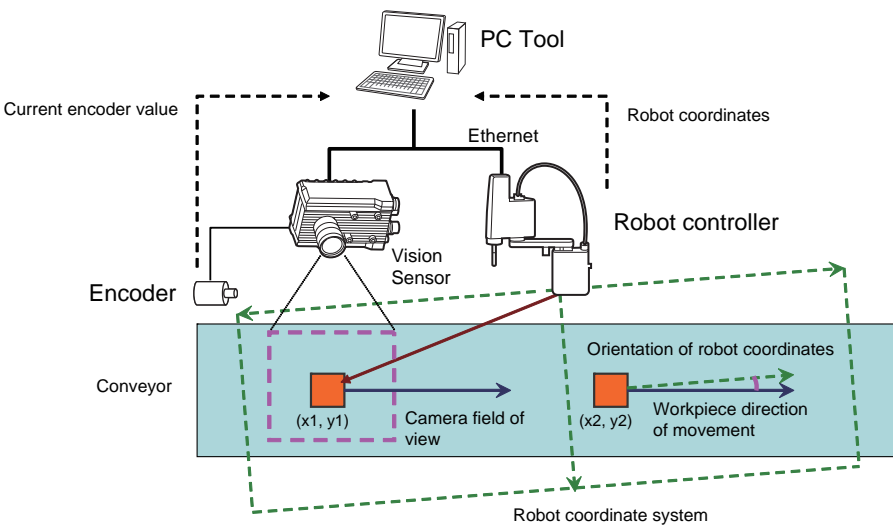 PC Tool
Current encoder value
Robot coordinates
Ethernet
Robot controller
Vision
Sensor
Encoder
Orientation of robot coordinates
Conveyor
(x1, y1)
Camera field of
view
(x2, y2)
Workpiece direction
of movement
Robot coordinate system